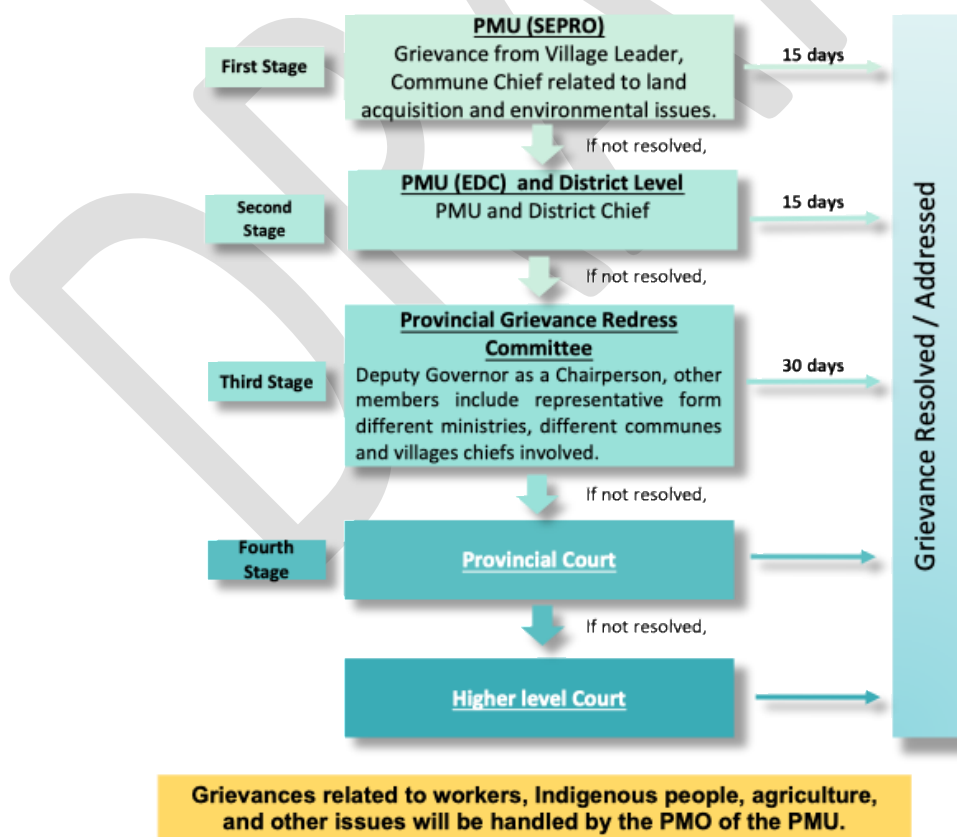 PMU (SEPRO)
First Stage
Grievance from Village Leader,
Commune Chief related to land
acquisition and environmental issues.
15 days
If not resolved,
Second
Stage
PMU (EDC) and District Level
PMU and District Chief
15 days
If not resolved,
Third Stage
Provincial Grievance Redress
Committee
Deputy Governor as a Chairperson, other
members include representative form
different ministries, different communes
and villages chiefs involved.
30 days
If not resolved,
Fourth
Stage
Provincial Court
If not resolved,
Higher level Court
Grievance Resolved / Addressed
Grievances related to workers, Indigenous people, agriculture,
and other issues will be handled by the PMO of the PMU.